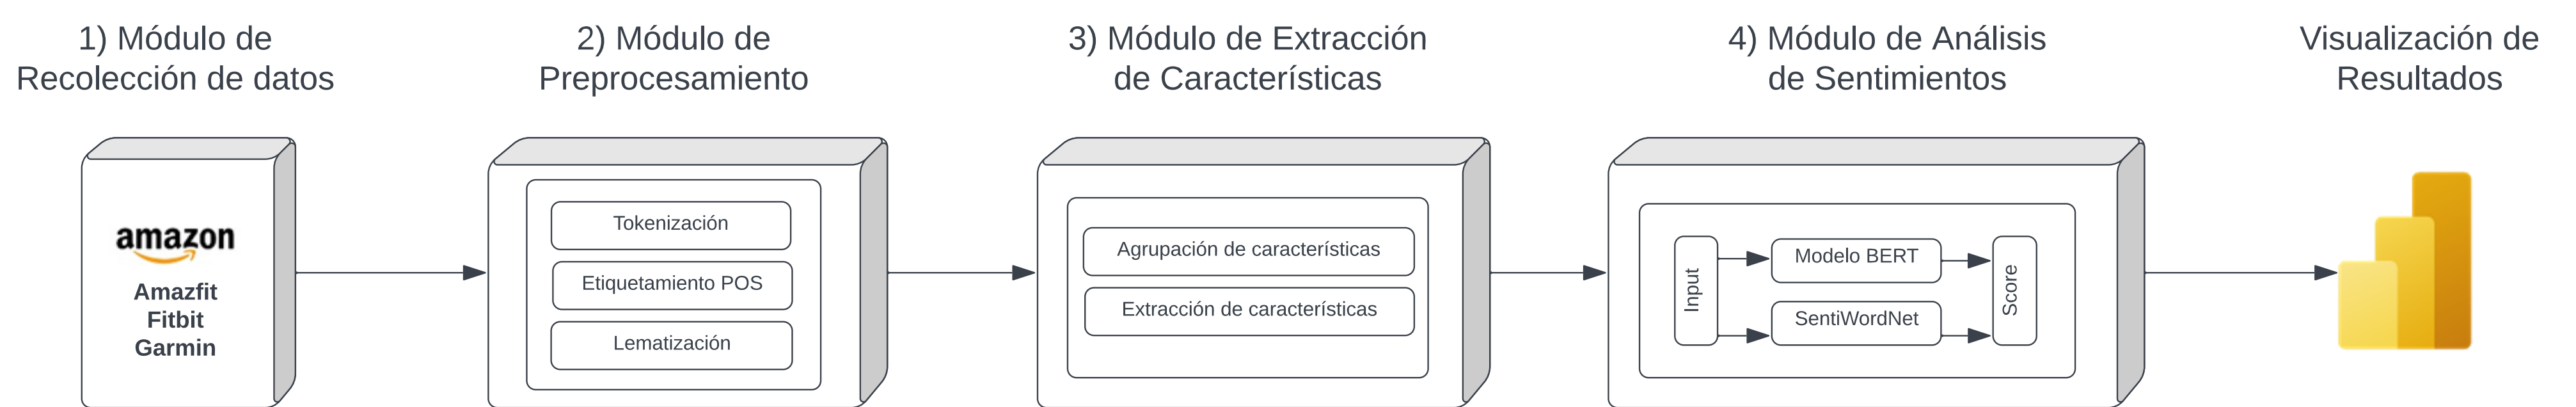 1) Módulo de
Recolección de datos
2) Módulo de
Preprocesamiento
3) Módulo de Extracción
de Características
4) Módulo de Análisis
de Sentimientos
Visualización de
Resultados
amazon
Amazfit
Fitbit
Garmin
Tokenización
Etiquetamiento POS
Lematización
Agrupación de características
Extracción de características
Input
Modelo BERT
SentiWordNet
Score